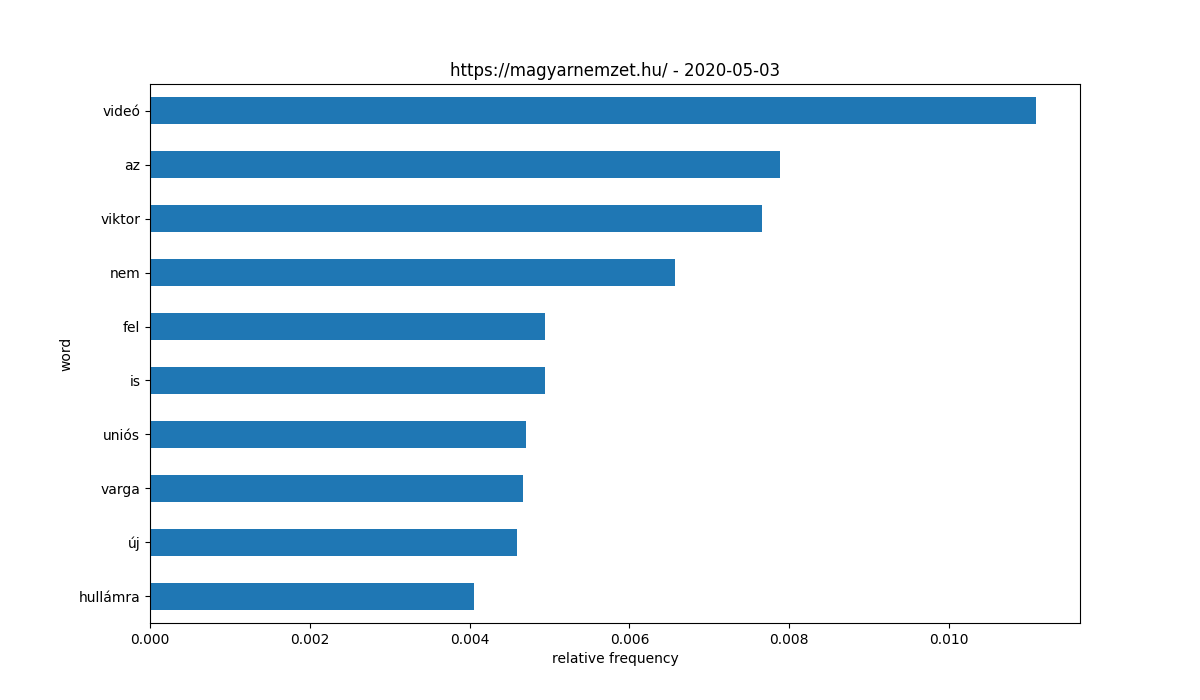 https://magyarnemzet.hu/ - 2020-05-03
videó
az
viktor
nem
fel
is
uniós
varga
új
hullámra
word
0.000 0.002 0.004 0.006 0.008 0.010
relative frequency